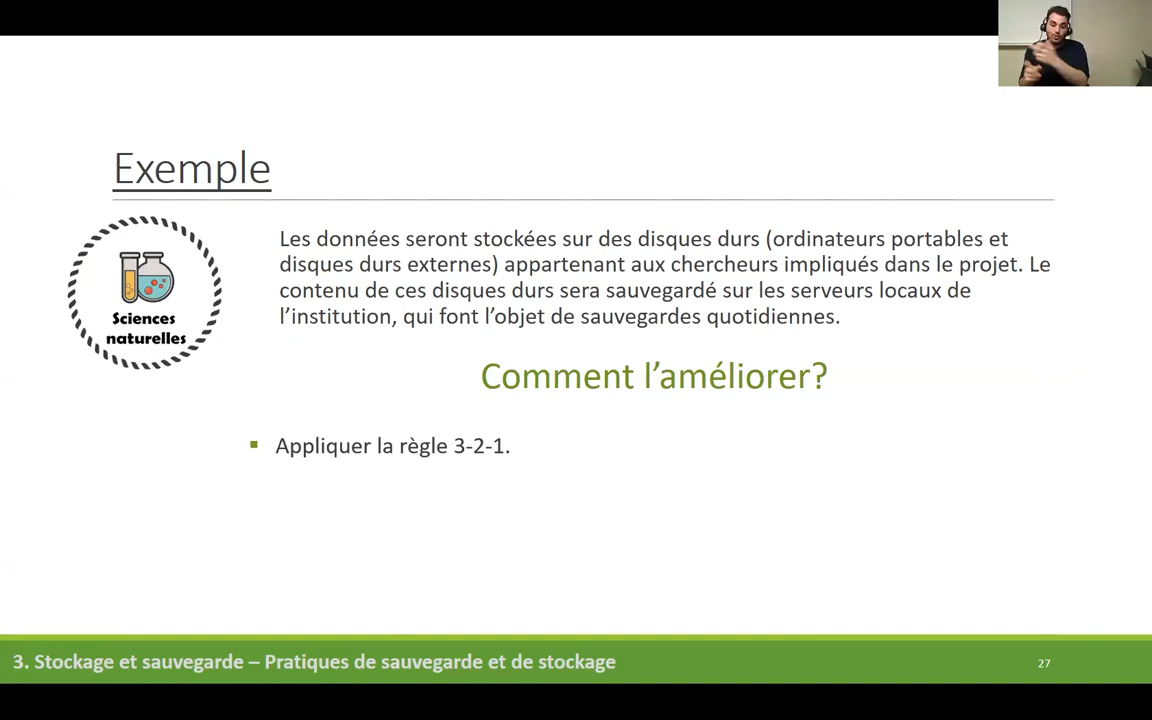 Exemple
Sciences
naturelles
Les données seront stockées sur des disques durs (ordinateurs portables et
disques durs externes) appartenant aux chercheurs impliqués dans le projet. Le
contenu de ces disques durs sera sauvegardé sur les serveurs locaux de
l’institution, qui font l’objet de sauvegardes quotidiennes.
Comment l’améliorer?
▪ Appliquer la règle 3-2-1.
3. Stockage et sauvegarde – Pratiques de sauvegarde et de stockage
27